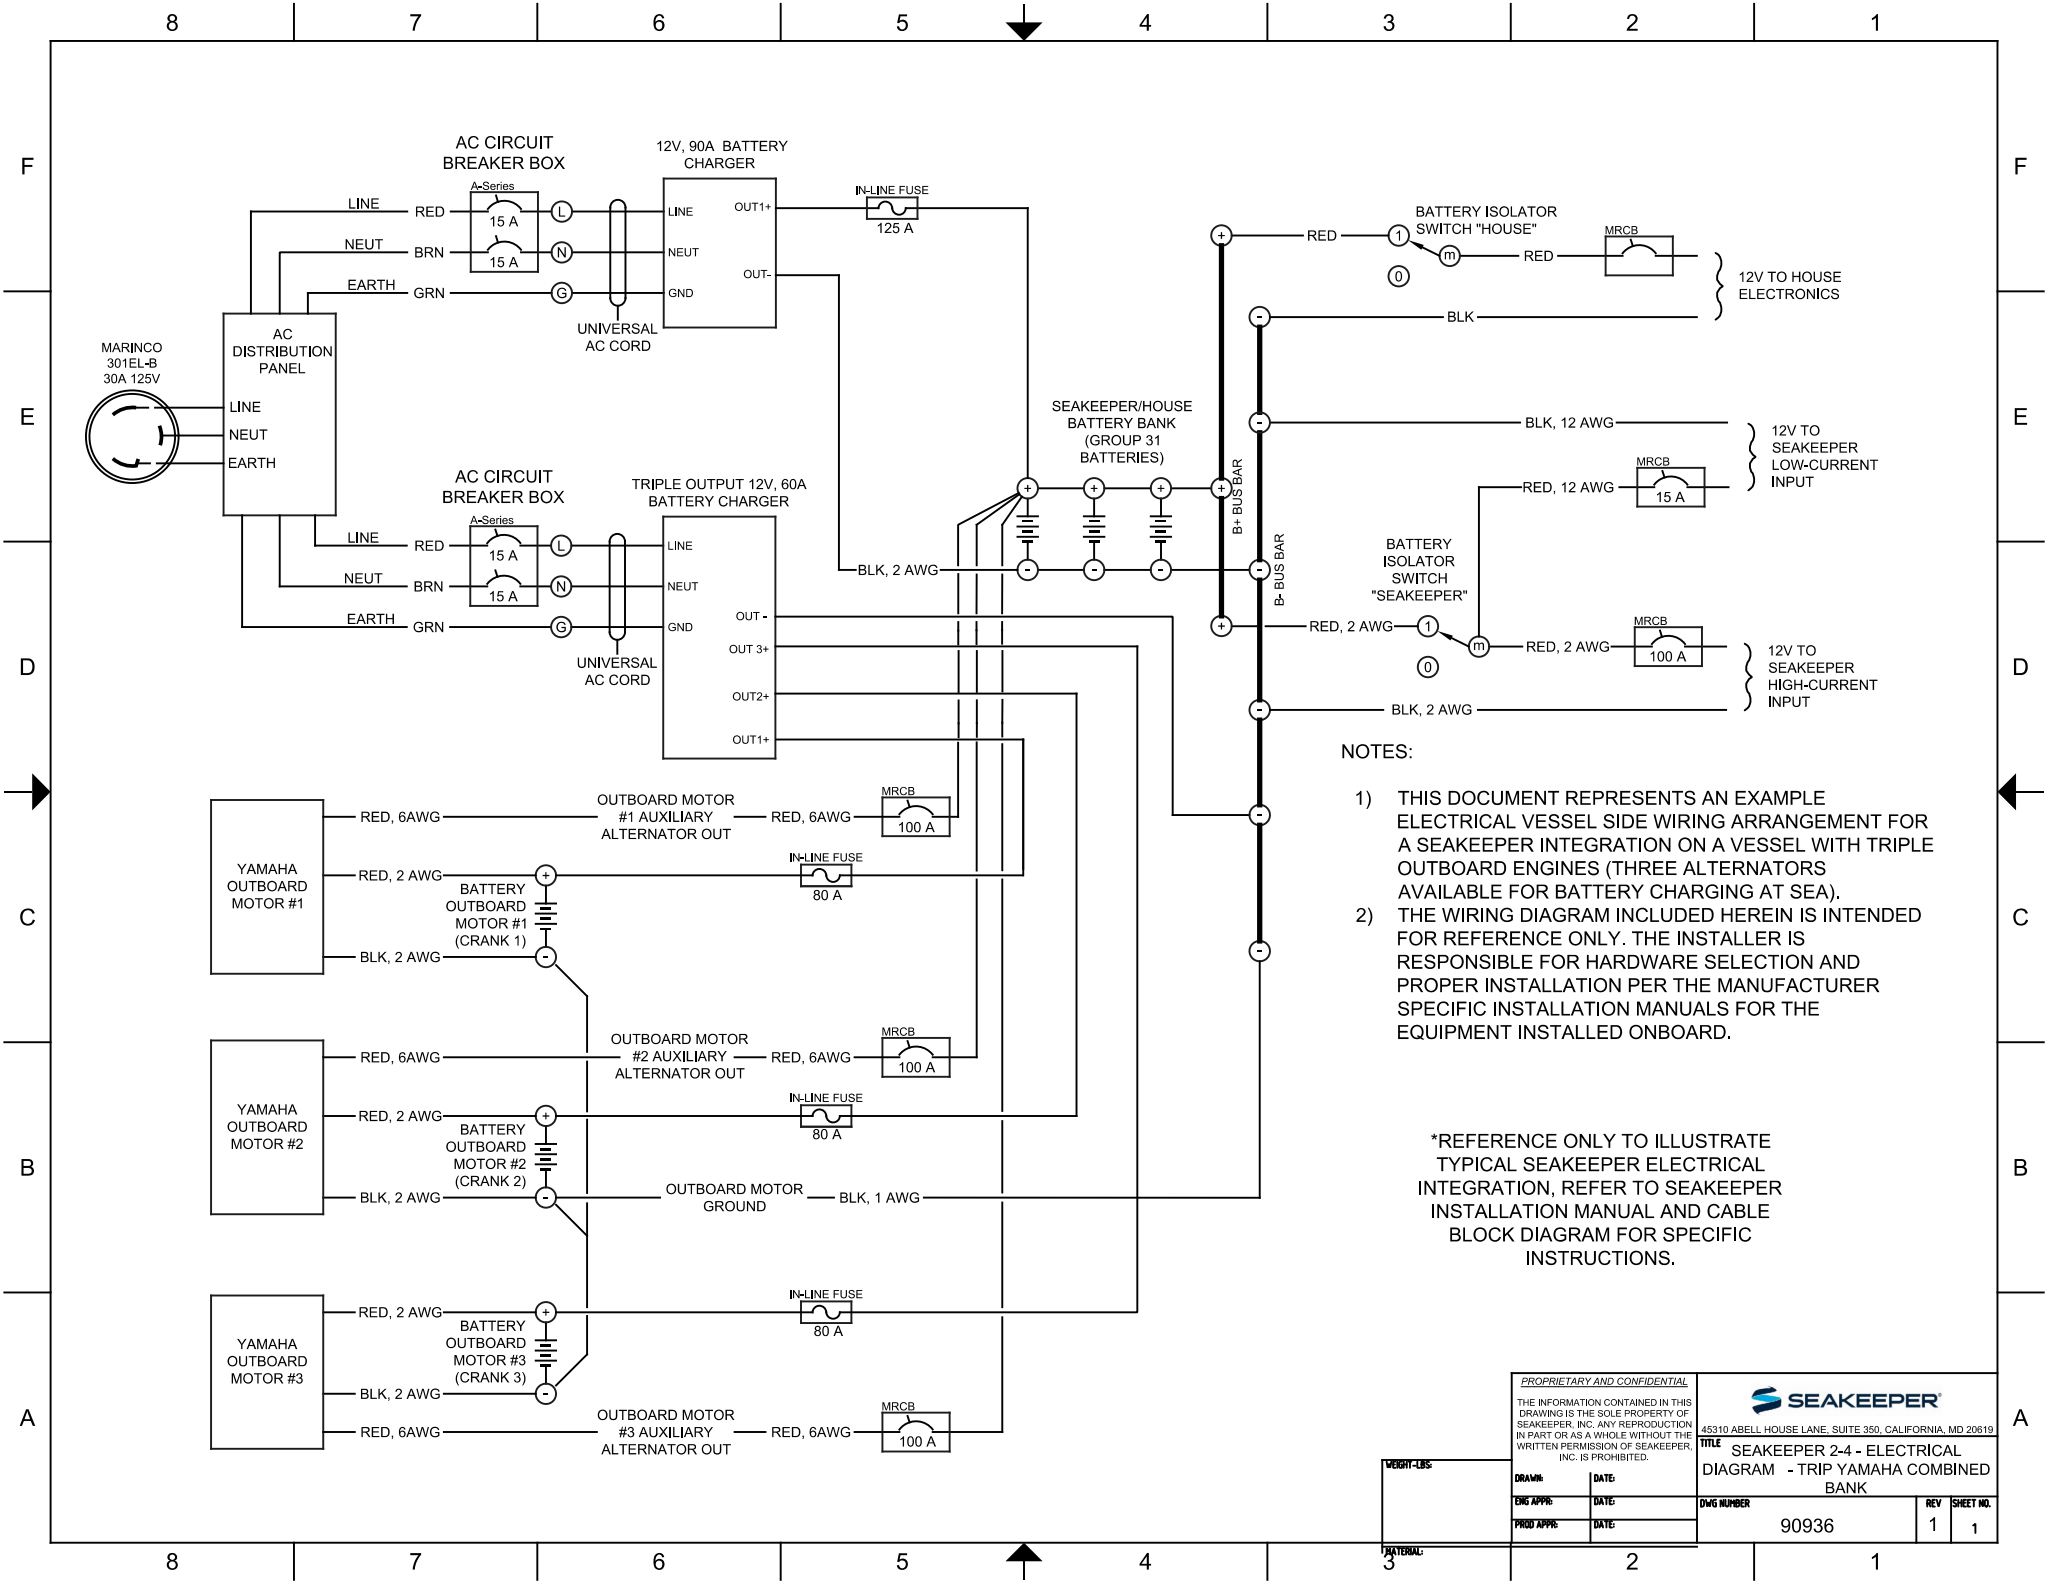 8 7 6 5 4 3 2 1
F
E
D
C
B
A
F
E
D
C
B
A
AC CIRCUIT
BREAKER BOX
A-Series
15 A
15 A
LINE
RED
L
NEUT
BRN
N
EARTH
GRN
G
UNIVERSAL
AC CORD
12V, 90A BATTERY
CHARGER
LINE
NEUT
GND
OUT1+
OUT-
IN-LINE FUSE
125 A
MARINCO
301EL-B
30A 125V
AC
DISTRIBUTION
PANEL
LINE
NEUT
EARTH
AC CIRCUIT
BREAKER BOX
A-Series
15 A
15 A
LINE
RED
L
NEUT
BRN
N
EARTH
GRN
G
UNIVERSAL
AC CORD
TRIPLE OUTPUT 12V, 60A
BATTERY CHARGER
LINE
NEUT
GND
OUT -
OUT 3+
OUT2+
OUT1+
BLK, 2 AWG
SEAKEEPER/HOUSE
BATTERY BANK
(GROUP 31
BATTERIES)
+ + + +
- - - -
B+ BUS BAR
B- BUS BAR
+
RED
1
0
m
BATTERY ISOLATOR
SWITCH "HOUSE"
RED
MRCB
12V TO HOUSE
ELECTRONICS
-
BLK
-
BLK, 12 AWG
RED, 12 AWG
MRCB
15 A
12V TO
SEAKEEPER
LOW-CURRENT
INPUT
BATTERY
ISOLATOR
SWITCH
"SEAKEEPER"
+
RED, 2 AWG
1
0
m
RED, 2 AWG
MRCB
100 A
12V TO
SEAKEEPER
HIGH-CURRENT
INPUT
-
BLK, 2 AWG
-
-
YAMAHA
OUTBOARD
MOTOR #1
RED, 6AWG
OUTBOARD MOTOR
#1 AUXILIARY
ALTERNATOR OUT
RED, 6AWG
MRCB
100 A
RED, 2 AWG
+
IN-LINE FUSE
80 A
BATTERY
OUTBOARD
MOTOR #1
(CRANK 1)
BLK, 2 AWG
-
YAMAHA
OUTBOARD
MOTOR #2
RED, 6AWG
OUTBOARD MOTOR
#2 AUXILIARY
ALTERNATOR OUT
RED, 6AWG
MRCB
100 A
RED, 2 AWG
+
IN-LINE FUSE
80 A
BATTERY
OUTBOARD
MOTOR #2
(CRANK 2)
BLK, 2 AWG
-
OUTBOARD MOTOR
GROUND
BLK, 1 AWG
YAMAHA
OUTBOARD
MOTOR #3
RED, 2 AWG
+
IN-LINE FUSE
80 A
BATTERY
OUTBOARD
MOTOR #3
(CRANK 3)
BLK, 2 AWG
-
RED, 6AWG
OUTBOARD MOTOR
#3 AUXILIARY
ALTERNATOR OUT
RED, 6AWG
MRCB
100 A
NOTES:
1) THIS DOCUMENT REPRESENTS AN EXAMPLE
ELECTRICAL VESSEL SIDE WIRING ARRANGEMENT FOR
A SEAKEEPER INTEGRATION ON A VESSEL WITH TRIPLE
OUTBOARD ENGINES (THREE ALTERNATORS
AVAILABLE FOR BATTERY CHARGING AT SEA).
2) THE WIRING DIAGRAM INCLUDED HEREIN IS INTENDED
FOR REFERENCE ONLY. THE INSTALLER IS
RESPONSIBLE FOR HARDWARE SELECTION AND
PROPER INSTALLATION PER THE MANUFACTURER
SPECIFIC INSTALLATION MANUALS FOR THE
EQUIPMENT INSTALLED ONBOARD.
*REFERENCE ONLY TO ILLUSTRATE
TYPICAL SEAKEEPER ELECTRICAL
INTEGRATION, REFER TO SEAKEEPER
INSTALLATION MANUAL AND CABLE
BLOCK DIAGRAM FOR SPECIFIC
INSTRUCTIONS.
PROPRIETARY AND CONFIDENTIAL
THE INFORMATION CONTAINED IN THIS
DRAWING IS THE SOLE PROPERTY OF
SEAKEEPER, INC. ANY REPRODUCTION
IN PART OR AS A WHOLE WITHOUT THE
WRITTEN PERMISSION OF SEAKEEPER,
INC. IS PROHIBITED.
WEIGHT-LBS:
MATERIAL:
DRAWN: DATE:
ENG APPR: DATE:
PROD APPR: DATE:
SEAKEEPER®
45310 ABELL HOUSE LANE, SUITE 350, CALIFORNIA, MD 20619
TITLE
SEAKEEPER 2-4 - ELECTRICAL
DIAGRAM - TRIP YAMAHA COMBINED
BANK
DWG NUMBER
90936
REV
1
SHEET NO.
1
8 7 6 5 4 3 2 1